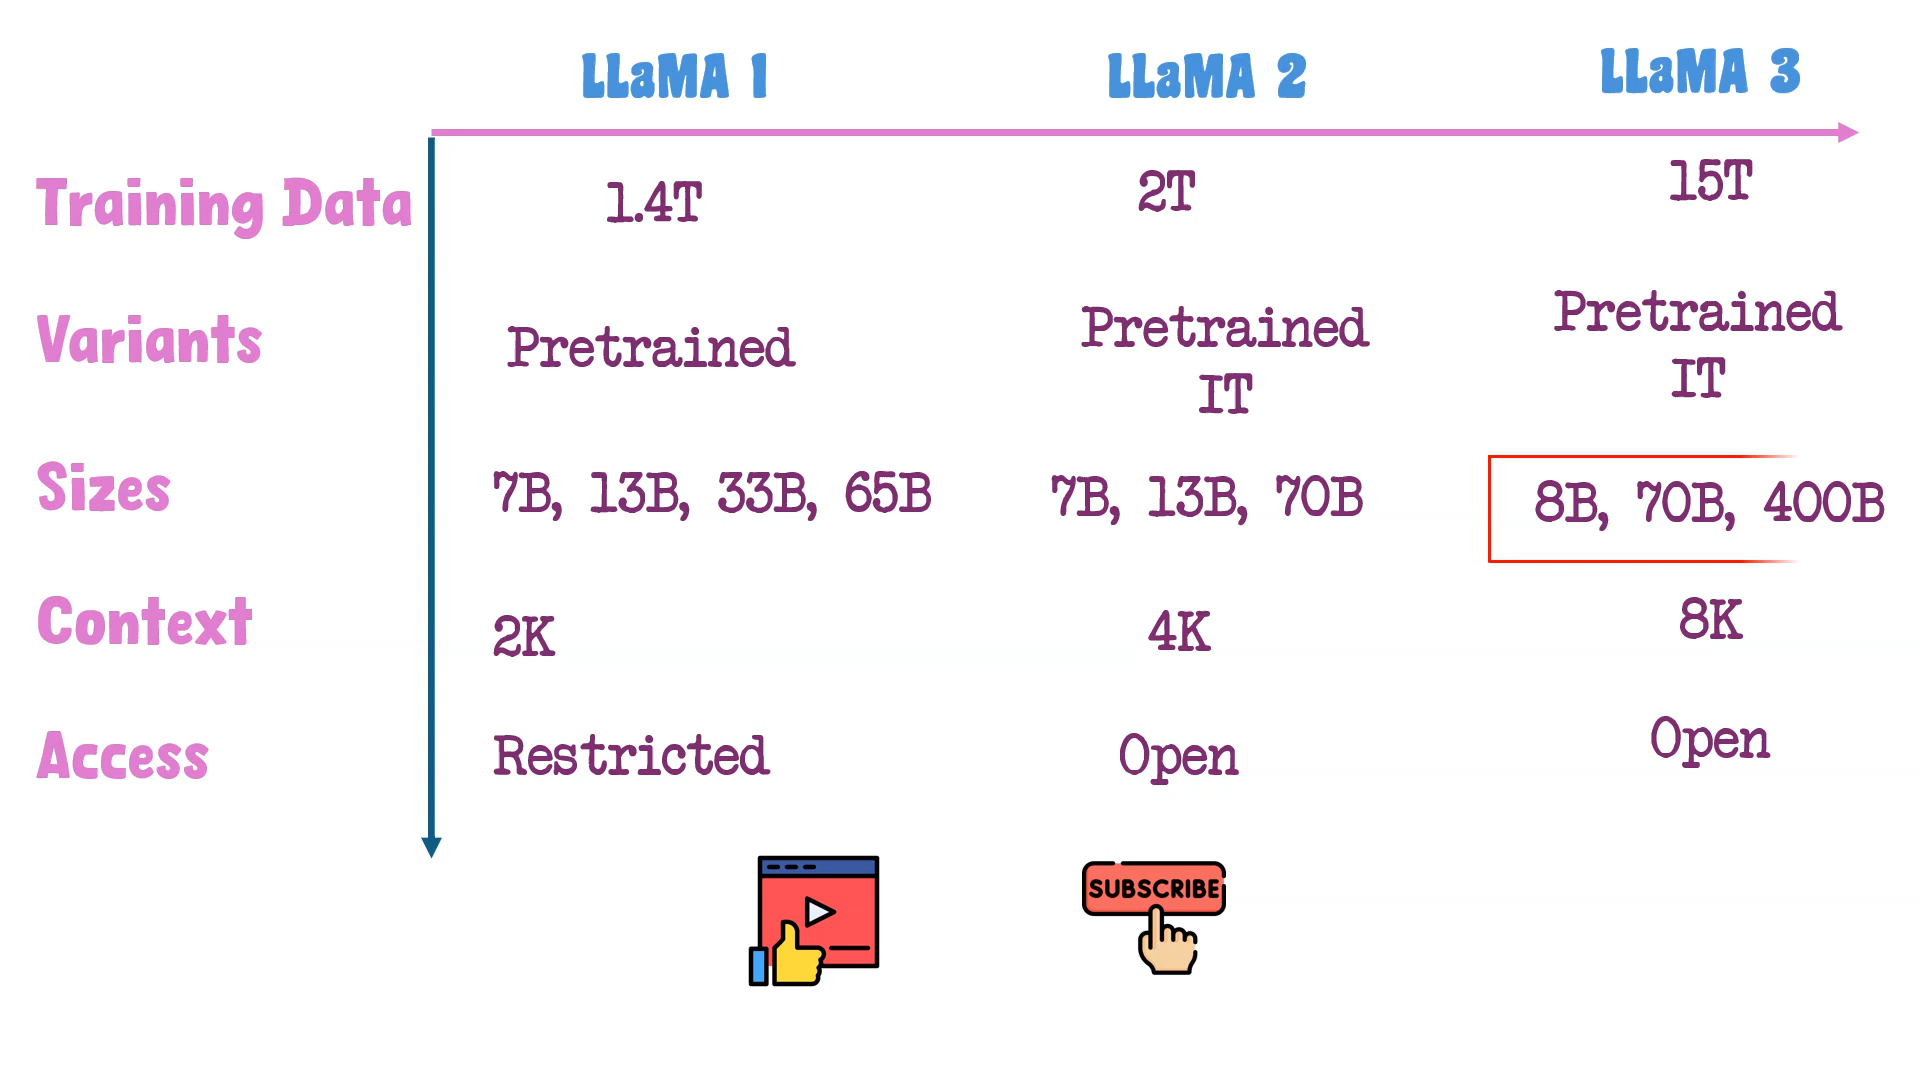 LLaMA 1 LLaMA 2 LLaMA 3
Training Data 1.4T 2T 15T
Variants Pretrained Pretrained Pretrained
IT IT
Sizes 7B, 13B, 33B, 65B 7B, 13B, 70B 8B, 70B, 400B
Context 2K 4K 8K
Access Restricted Open Open
SUBSCRIBE